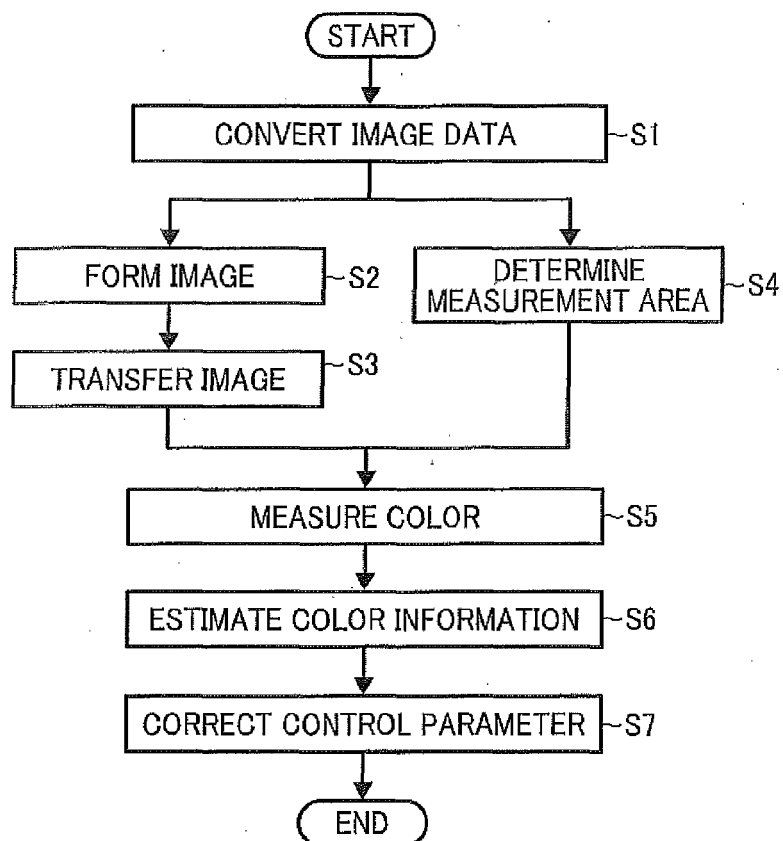 START
CONVERT IMAGE DATA
S1
FORM IMAGE
S2
DETERMINE
MEASUREMENT AREA
S4
TRANSFER IMAGE
S3
MEASURE COLOR
S5
ESTIMATE COLOR INFORMATION
S6
CORRECT CONTROL PARAMETER
S7
END